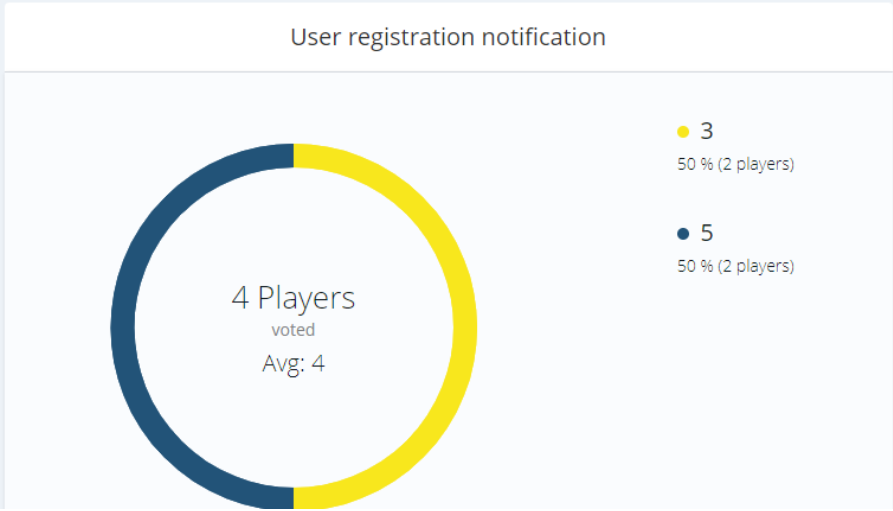 User registration notification
3
50 % (2 players)
5
50 % (2 players)
4 Players
voted
Avg: 4